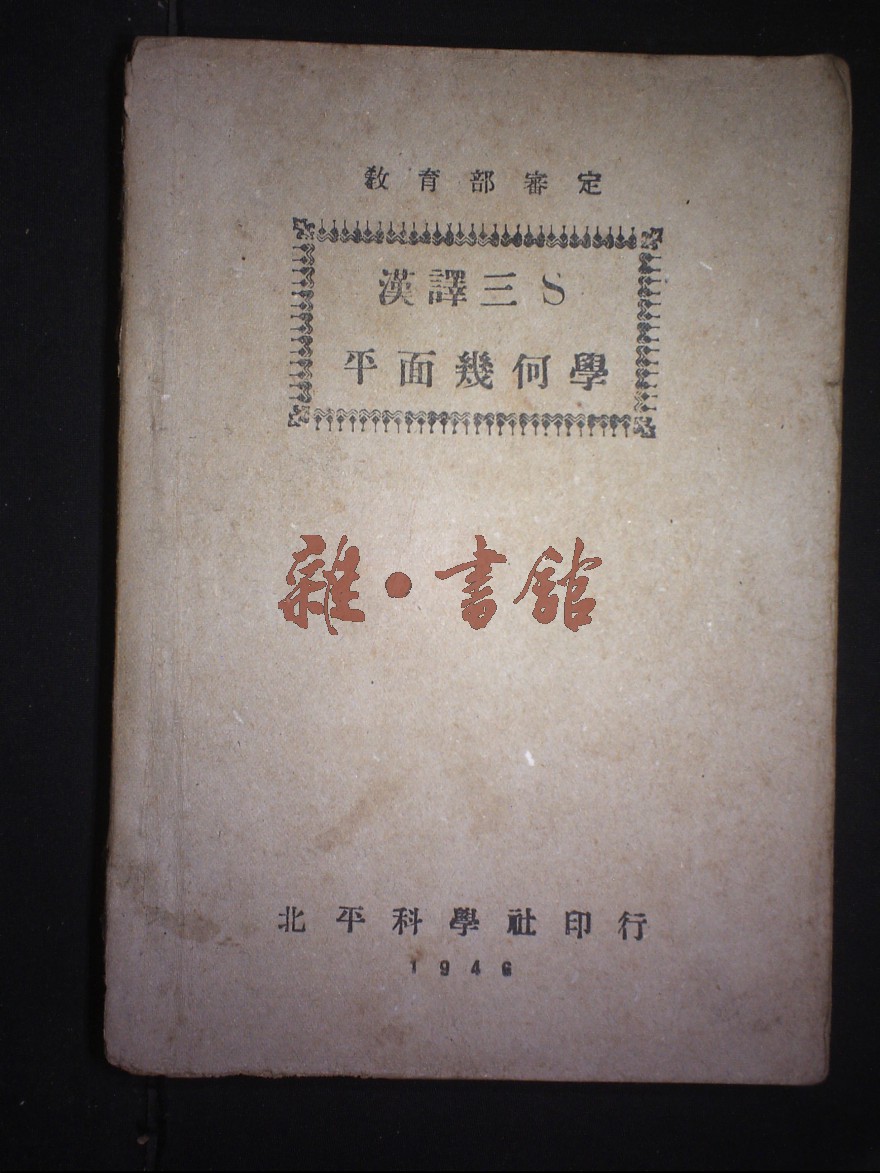 教育部審定
漢譯三S
平面幾何學
雜·書館
北平科學社印行
1946